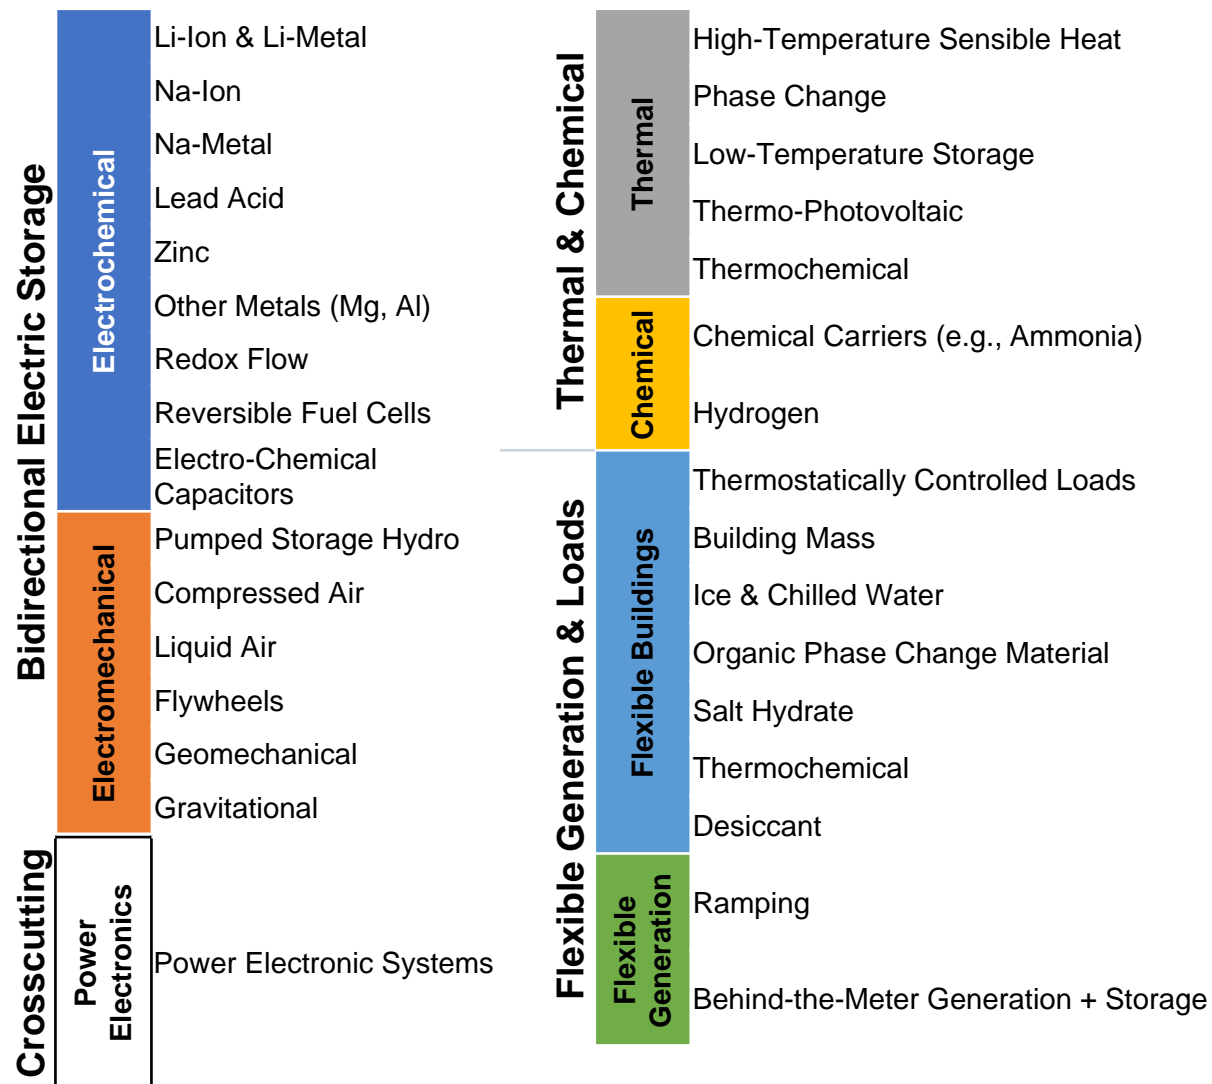 Bidirectional Electric Storage
Electrochemical
Li-Ion & Li-Metal
Na-Ion
Na-Metal
Lead Acid
Zinc
Other Metals (Mg, Al)
Redox Flow
Reversible Fuel Cells
Electro-Chemical
Capacitors
Electromechanical
Pumped Storage Hydro
Compressed Air
Liquid Air
Flywheels
Geomechanical
Gravitational
Crosscutting
Power
Electronics
Power Electronic Systems
Thermal & Chemical
Thermal
High-Temperature Sensible Heat
Phase Change
Low-Temperature Storage
Thermo-Photovoltaic
Thermochemical
Chemical
Chemical Carriers (e.g., Ammonia)
Hydrogen
Flexible Generation & Loads
Flexible Buildings
Thermostatically Controlled Loads
Building Mass
Ice & Chilled Water
Organic Phase Change Material
Salt Hydrate
Thermochemical
Desiccant
Flexible
Generation
Ramping
Behind-the-Meter Generation + Storage